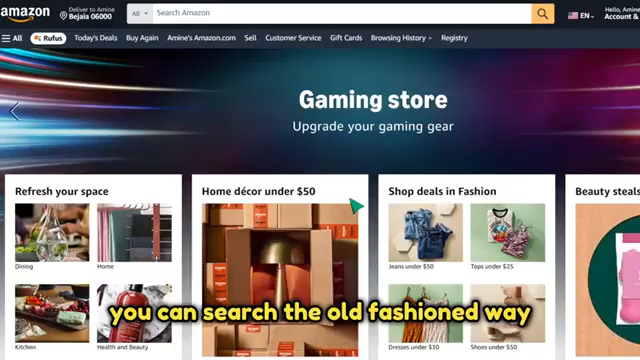 amazon
Deliver to Amine
Bejaia 06000
All
Search Amazon
EN
Hello, Amine
Account &
All
Rufus
Today's Deals
Buy Again
Amine's Amazon.com
Sell
Customer Service
Gift Cards
Browsing History
Registry
Gaming store
Upgrade your gaming gear
Refresh your space
Dining
Home
Kitchen
Health and Beauty
Home décor under $50
Shop deals in Fashion
Jeans under $50
Tops under $25
Dresses under $30
Shoes under $50
Beauty steals
you can search the old fashioned way